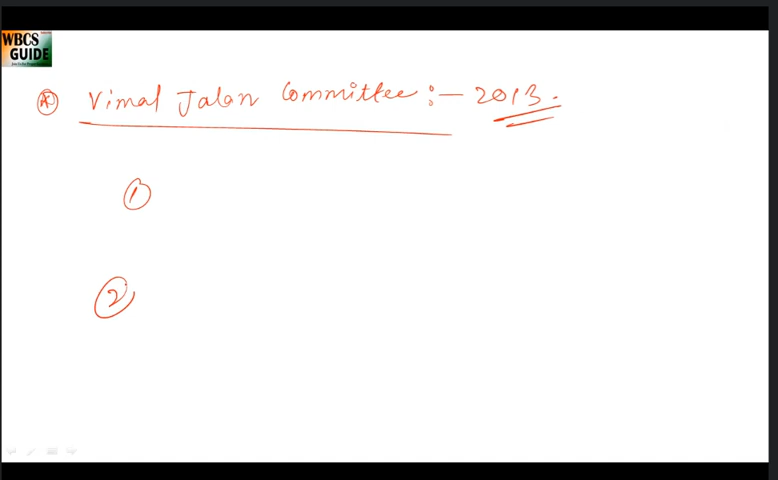 WBCS
GUIDE
A Vimal Jalan Committee :- 2013.
1
2